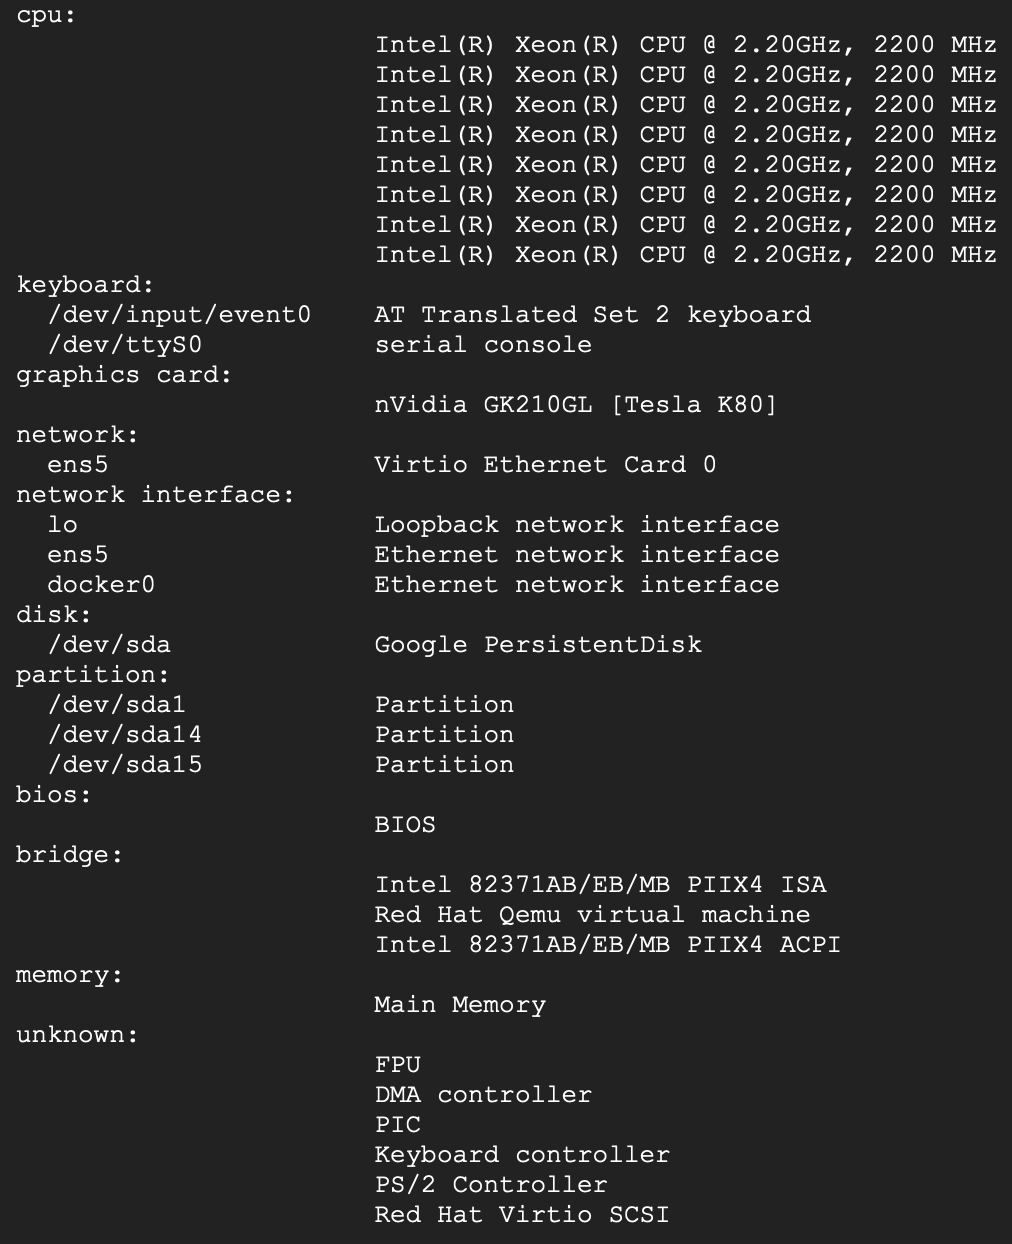 cpu:
Intel(R) Xeon(R) CPU @ 2.20GHz, 2200 MHz
Intel(R) Xeon(R) CPU @ 2.20GHz, 2200 MHz
Intel(R) Xeon(R) CPU @ 2.20GHz, 2200 MHz
Intel(R) Xeon(R) CPU @ 2.20GHz, 2200 MHz
Intel(R) Xeon(R) CPU @ 2.20GHz, 2200 MHz
Intel(R) Xeon(R) CPU @ 2.20GHz, 2200 MHz
Intel(R) Xeon(R) CPU @ 2.20GHz, 2200 MHz
Intel(R) Xeon(R) CPU @ 2.20GHz, 2200 MHz
keyboard:
/dev/input/event0 AT Translated Set 2 keyboard
/dev/ttyS0 serial console
graphics card:
nVidia GK210GL [Tesla K80]
network:
ens5 Virtio Ethernet Card 0
network interface:
lo Loopback network interface
ens5 Ethernet network interface
docker0 Ethernet network interface
disk:
/dev/sda Google PersistentDisk
partition:
/dev/sda1 Partition
/dev/sda14 Partition
/dev/sda15 Partition
bios:
BIOS
bridge:
Intel 82371AB/EB/MB PIIX4 ISA
Red Hat Qemu virtual machine
Intel 82371AB/EB/MB PIIX4 ACPI
memory:
Main Memory
unknown:
FPU
DMA controller
PIC
Keyboard controller
PS/2 Controller
Red Hat Virtio SCSI